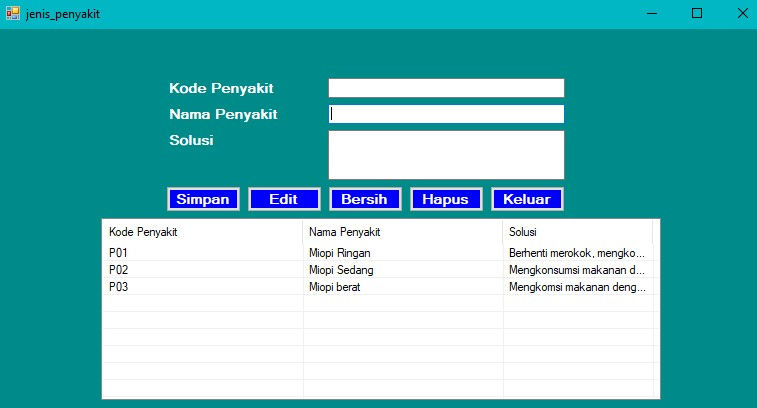 jenis_penyakit
Kode Penyakit
Nama Penyakit
Solusi
Simpan Edit Bersih Hapus Keluar
Kode Penyakit Nama Penyakit Solusi
P01 Miopi Ringan Berhenti merokok, mengko...
P02 Miopi Sedang Mengkonsumsi makanan d...
P03 Miopi berat Mengkomsi makanan deng...